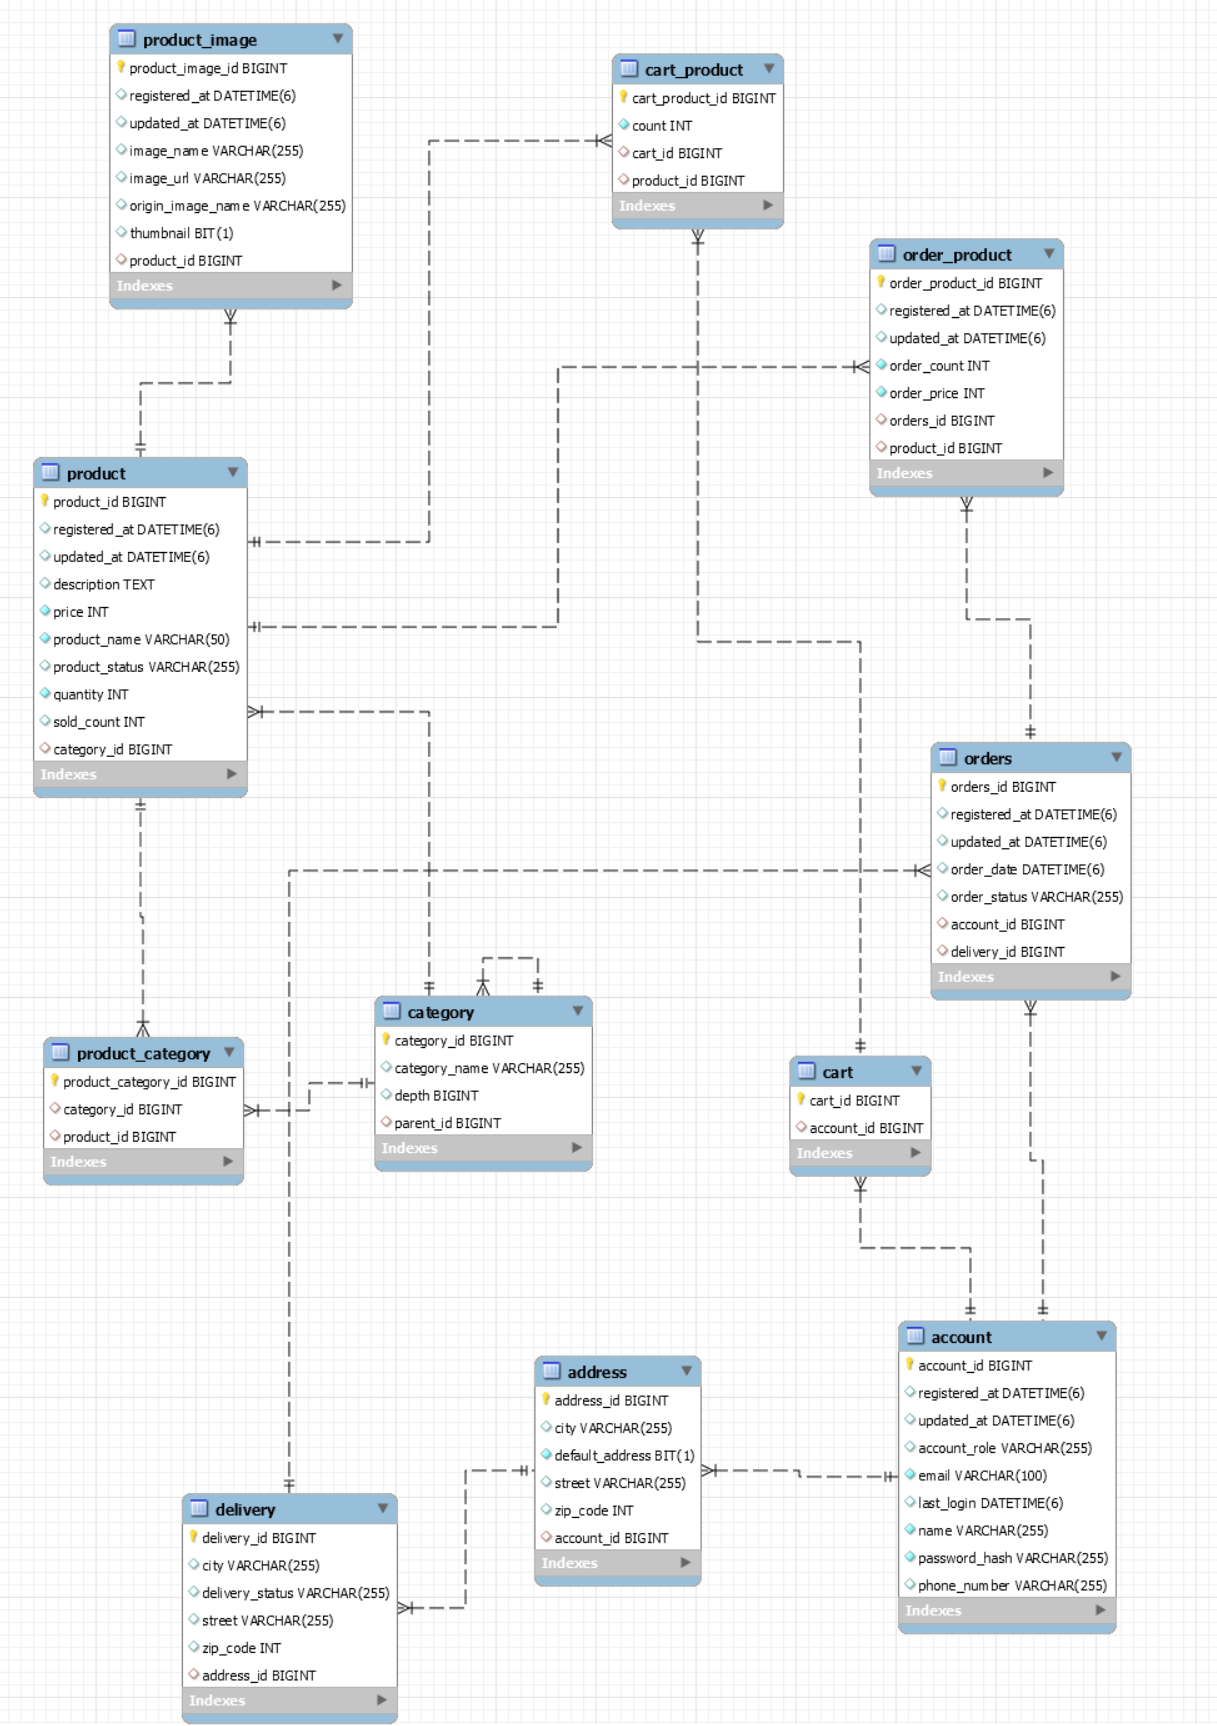 product_image
product_image_id BIGINT
registered_at DATETIME(6)
updated_at DATETIME(6)
image_name VARCHAR(255)
image_url VARCHAR(255)
origin_image_name VARCHAR(255)
thumbnail BIT(1)
product_id BIGINT
Indexes
cart_product
cart_product_id BIGINT
count INT
cart_id BIGINT
product_id BIGINT
Indexes
order_product
order_product_id BIGINT
registered_at DATETIME(6)
updated_at DATETIME(6)
order_count INT
order_price INT
orders_id BIGINT
product_id BIGINT
Indexes
product
product_id BIGINT
registered_at DATETIME(6)
updated_at DATETIME(6)
description TEXT
price INT
product_name VARCHAR(50)
product_status VARCHAR(255)
quantity INT
sold_count INT
category_id BIGINT
Indexes
orders
orders_id BIGINT
registered_at DATETIME(6)
updated_at DATETIME(6)
order_date DATETIME(6)
order_status VARCHAR(255)
account_id BIGINT
delivery_id BIGINT
Indexes
category
category_id BIGINT
category_name VARCHAR(255)
depth BIGINT
parent_id BIGINT
Indexes
product_category
product_category_id BIGINT
category_id BIGINT
product_id BIGINT
Indexes
cart
cart_id BIGINT
account_id BIGINT
Indexes
account
account_id BIGINT
registered_at DATETIME(6)
updated_at DATETIME(6)
account_role VARCHAR(255)
email VARCHAR(100)
last_login DATETIME(6)
name VARCHAR(255)
password_hash VARCHAR(255)
phone_number VARCHAR(255)
Indexes
address
address_id BIGINT
city VARCHAR(255)
default_address BIT(1)
street VARCHAR(255)
zip_code INT
account_id BIGINT
Indexes
delivery
delivery_id BIGINT
city VARCHAR(255)
delivery_status VARCHAR(255)
street VARCHAR(255)
zip_code INT
address_id BIGINT
Indexes